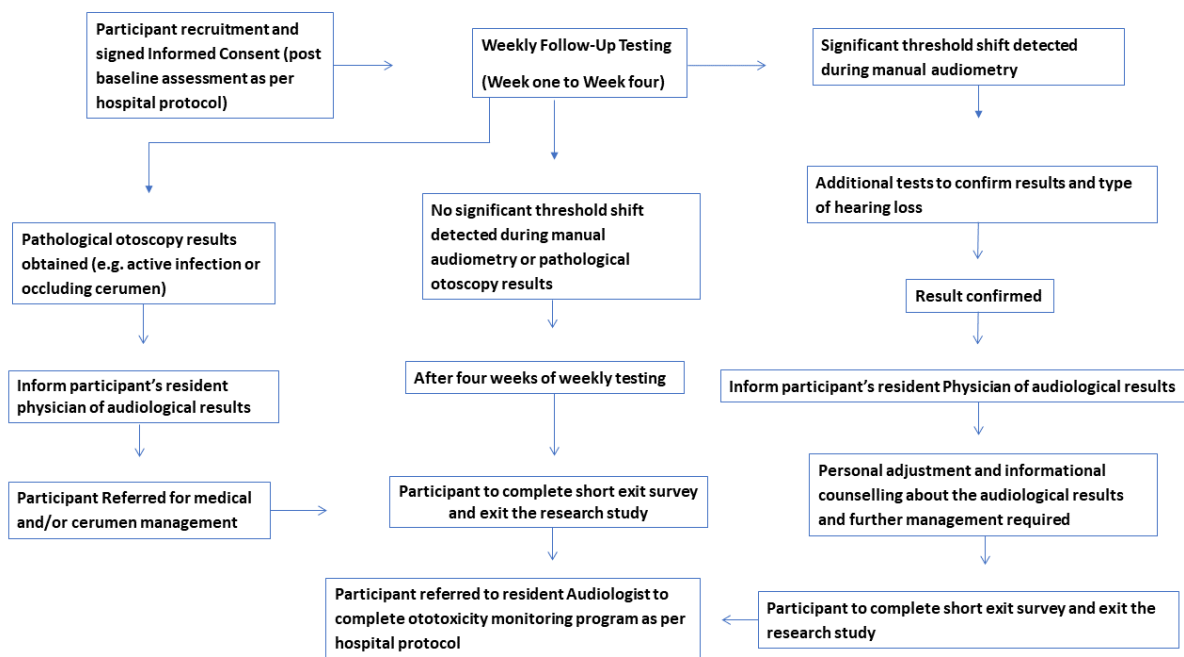 Participant recruitment and
signed Informed Consent (post
baseline assessment as per
hospital protocol)
Weekly Follow-Up Testing
(Week one to Week four)
Significant threshold shift detected
during manual audiometry
Pathological otoscopy results
obtained (e.g. active infection or
occluding cerumen)
No significant threshold shift
detected during manual
audiometry or pathological
otoscopy results
Additional tests to confirm results and type
of hearing loss
Result confirmed
Inform participant's resident
physician of audiological results
After four weeks of weekly testing
Inform participant's resident Physician of audiological results
Participant Referred for medical
and/or cerumen management
Participant to complete short exit survey
and exit the research study
Personal adjustment and informational
counselling about the audiological results
and further management required
Participant referred to resident Audiologist to
complete ototoxicity monitoring program as per
hospital protocol
Participant to complete short exit survey and exit the
research study